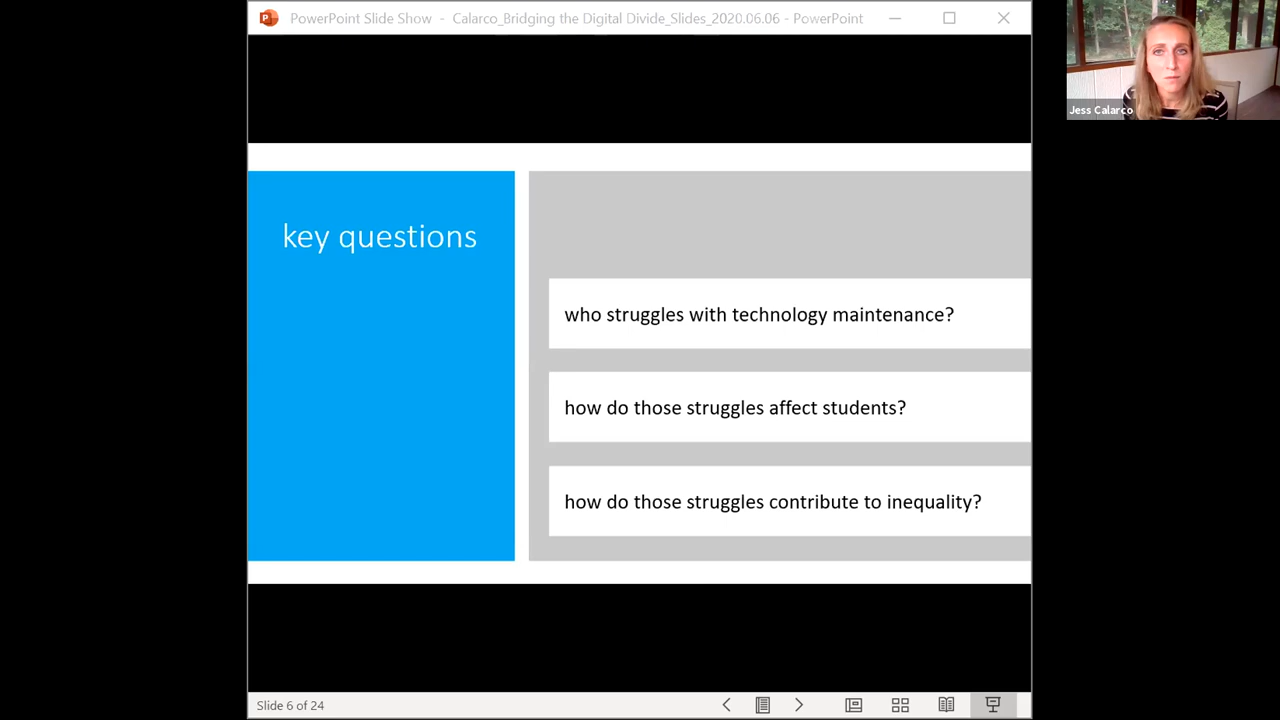 PowerPoint Slide Show - Calarco_Bridging the Digital Divide_Slides_2020.06.06 - PowerPoint
Jess Calarco
key questions
who struggles with technology maintenance?
how do those struggles affect students?
how do those struggles contribute to inequality?
Slide 6 of 24